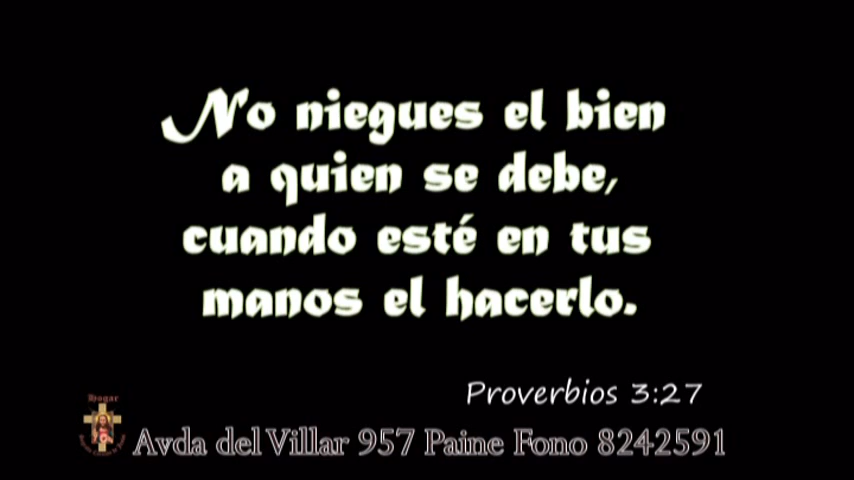 No niegues el bien
a quien se debe,
cuando esté en tus
manos el hacerlo.
Proverbios 3:27
Hogar
Avda del Villar 957 Paine Fono 8242591